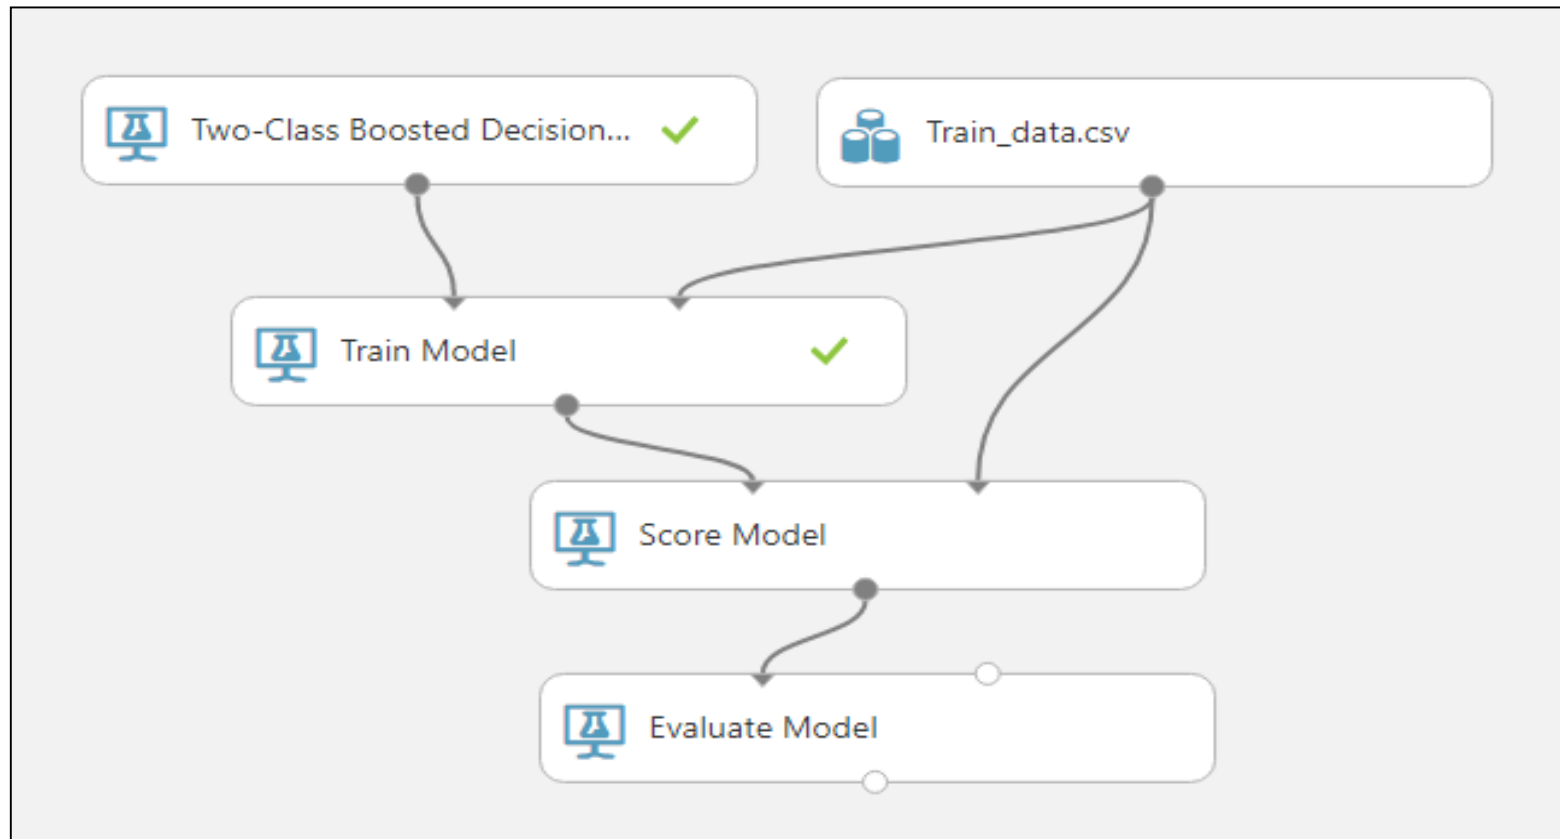 Two-Class Boosted Decision...
Train_data.csv
Train Model
Score Model
Evaluate Model